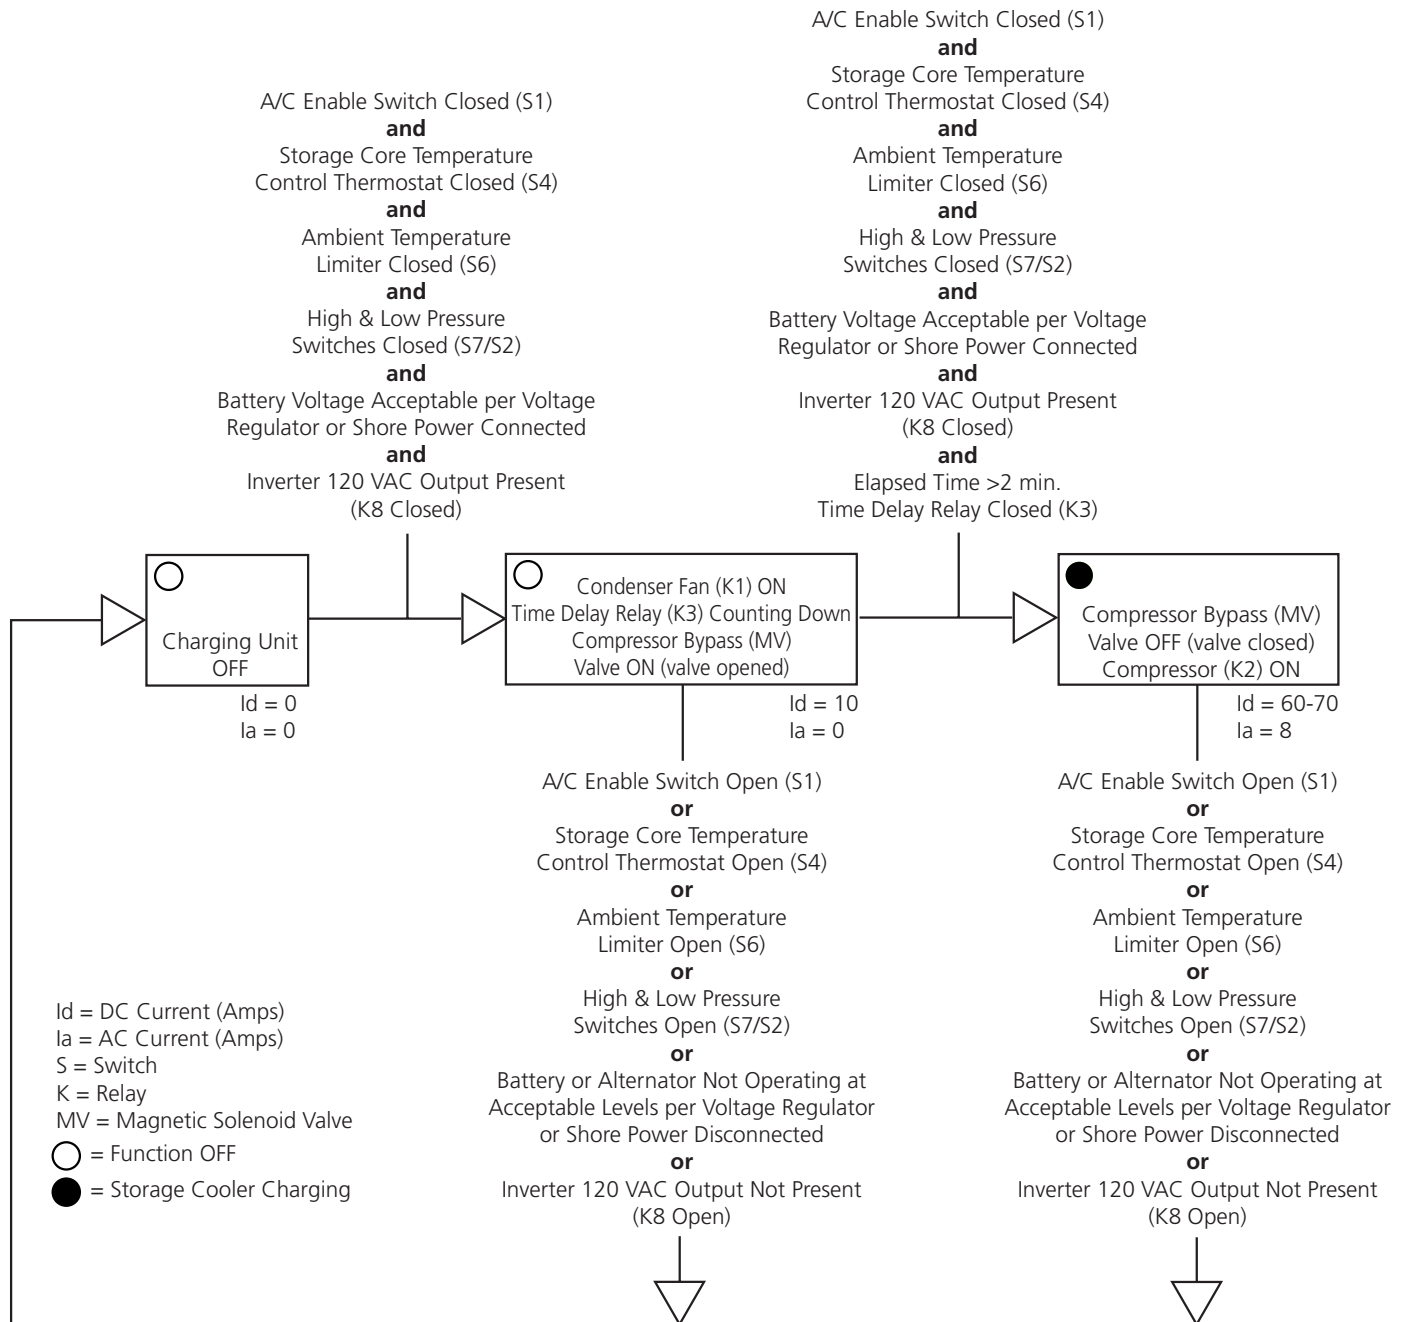 A/C Enable Switch Closed (S1)
and
Storage Core Temperature
Control Thermostat Closed (S4)
and
Ambient Temperature
Limiter Closed (S6)
and
High & Low Pressure
Switches Closed (S7/S2)
and
Battery Voltage Acceptable per Voltage
Regulator or Shore Power Connected
and
Inverter 120 VAC Output Present
(K8 Closed)
A/C Enable Switch Closed (S1)
and
Storage Core Temperature
Control Thermostat Closed (S4)
and
Ambient Temperature
Limiter Closed (S6)
and
High & Low Pressure
Switches Closed (S7/S2)
and
Battery Voltage Acceptable per Voltage
Regulator or Shore Power Connected
and
Inverter 120 VAC Output Present
(K8 Closed)
and
Elapsed Time >2 min.
Time Delay Relay Closed (K3)
Charging Unit
OFF
Id = 0
Ia = 0
Condenser Fan (K1) ON
Time Delay Relay (K3) Counting Down
Compressor Bypass (MV)
Valve ON (valve opened)
Id = 10
Ia = 0
Compressor Bypass (MV)
Valve OFF (valve closed)
Compressor (K2) ON
Id = 60-70
Ia = 8
A/C Enable Switch Open (S1)
or
Storage Core Temperature
Control Thermostat Open (S4)
or
Ambient Temperature
Limiter Open (S6)
or
High & Low Pressure
Switches Open (S7/S2)
or
Battery or Alternator Not Operating at
Acceptable Levels per Voltage Regulator
or Shore Power Disconnected
or
Inverter 120 VAC Output Not Present
(K8 Open)
A/C Enable Switch Open (S1)
or
Storage Core Temperature
Control Thermostat Open (S4)
or
Ambient Temperature
Limiter Open (S6)
or
High & Low Pressure
Switches Open (S7/S2)
or
Battery or Alternator Not Operating at
Acceptable Levels per Voltage Regulator
or Shore Power Disconnected
or
Inverter 120 VAC Output Not Present
(K8 Open)
Id = DC Current (Amps)
Ia = AC Current (Amps)
S = Switch
K = Relay
MV = Magnetic Solenoid Valve
= Function OFF
= Storage Cooler Charging